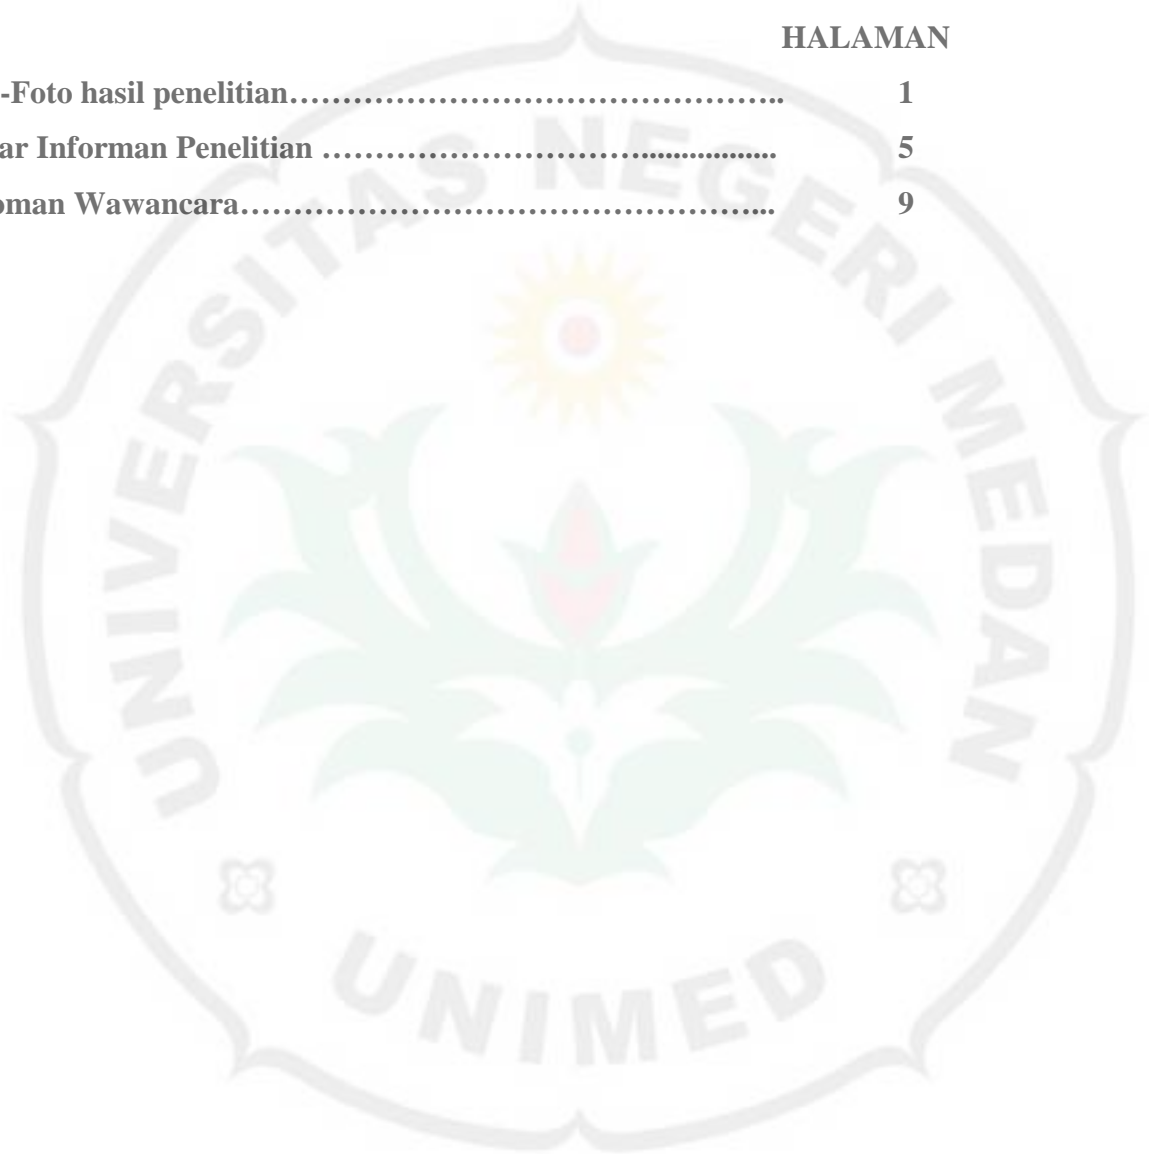 HALAMAN
-Foto hasil penelitian……………………………………….. 1
ar Informan Penelitian ………………………….................. 5
oman Wawancara…………………………………………... 9
UNIVERSITAS NEGERI MEDAN
UNIMED